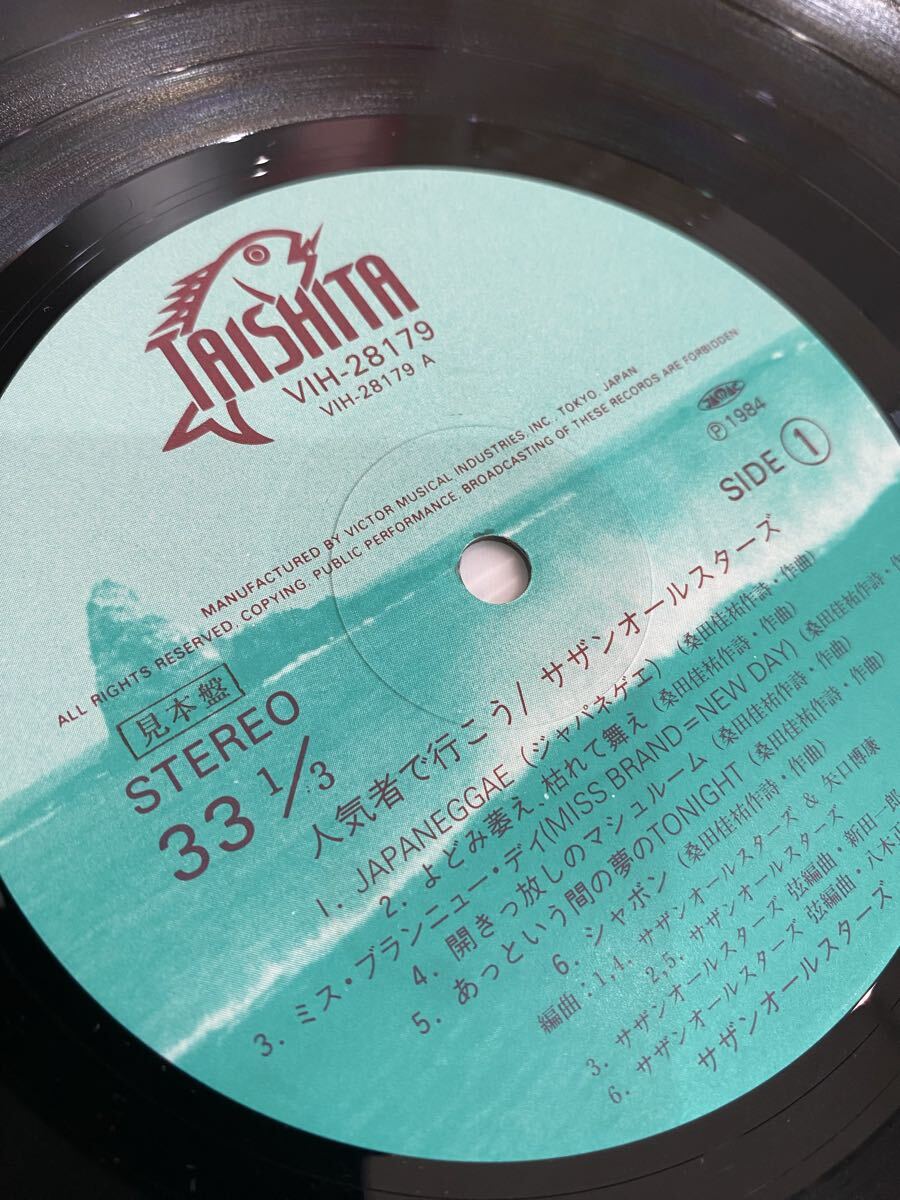 TAISHITA
VIH-28179
VIH-28179 A
MANUFACTURED BY VICTOR MUSICAL INDUSTRIES, INC., TOKYO, JAPAN
ALL RIGHTS RESERVED. COPYING, PUBLIC PERFORMANCE, BROADCASTING OF THESE RECORDS ARE FORBIDDEN.
Ⓟ1984
SIDE ①
見本盤
STEREO
33 1/3
人気者で行こう/サザンオールスターズ
1. JAPANEGGAE (ジャパネゲエ) (桑田佳祐作詩・作曲)
2. よどみ萎え、枯れて舞え (桑田佳祐作詩・作曲)
3. ミス・ブランニュー・デイ(MISS BRAND=NEW DAY) (桑田佳祐作詩・作
4. 開きっ放しのマシュルーム (桑田佳祐作詩・作曲)
5. あっという間の夢のTONIGHT (桑田佳祐作詩・作曲)
6. シャボン (桑田佳祐作詩・作曲)
編曲:1,4. サザンオールスターズ & 矢口博康
2,5. サザンオールスターズ
3. サザンオールスターズ 弦編曲・新田一郎
6. サザンオールスターズ 弦編曲・八木正
サザンオールスターズ